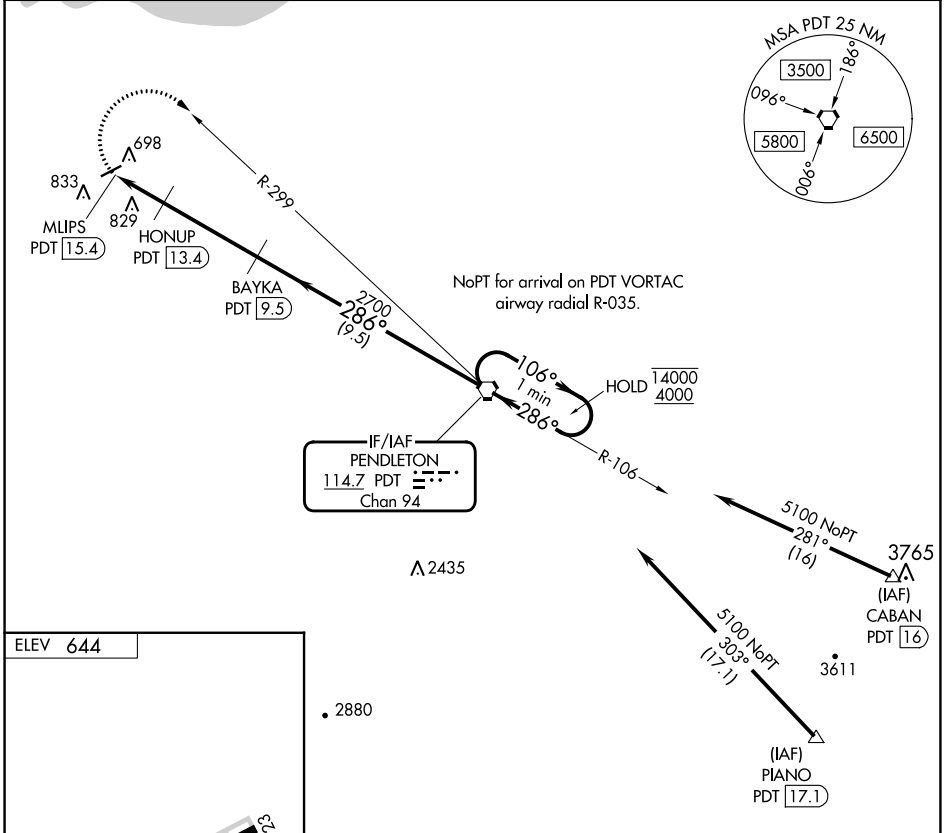 MSA PDT 25 NM
3500
186°
096°
5800
6500
006°
698
833
829
MLIPS
PDT 15.4
HONUP
PDT 13.4
BAYKA
PDT 9.5
R-299
NoPT for arrival on PDT VORTAC
airway radial R-035.
2700
286°
(9.5)
106°
1 min
286°
HOLD 14000
4000
R-106
IF/IAF
PENDLETON
114.7 PDT
Chan 94
5100 NoPT
281°
(16)
3765
(IAF)
CABAN
PDT 16
2435
5100 NoPT
303°
(17.1)
3611
ELEV 644
2880
(IAF)
PIANO
PDT 17.1
23